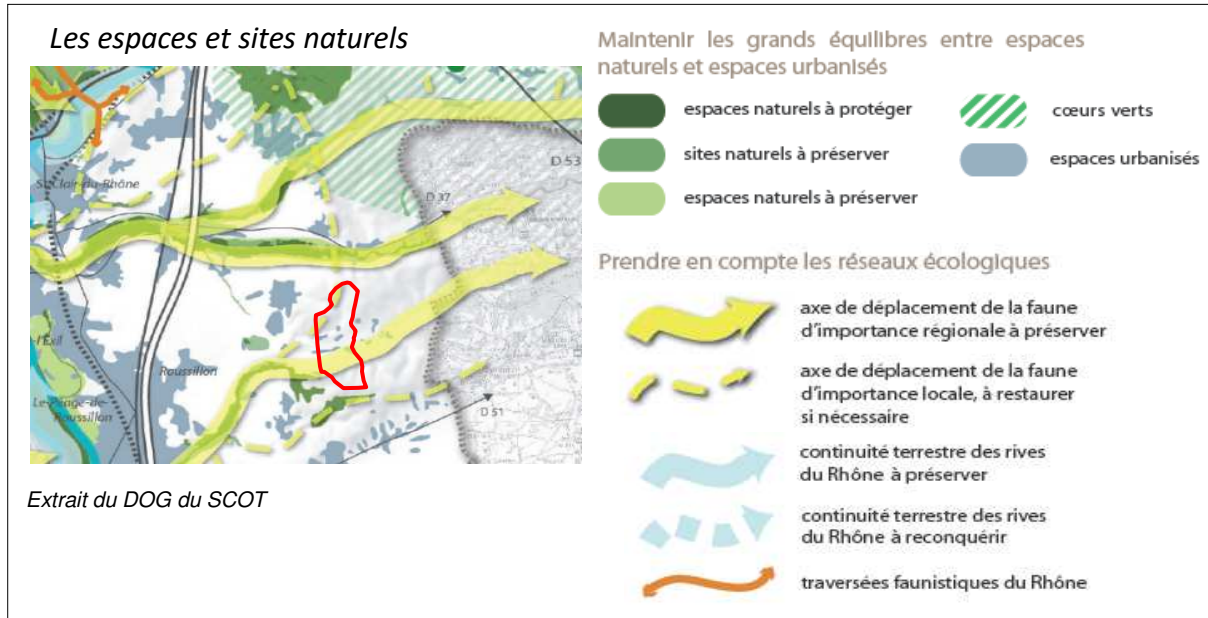 Les espaces et sites naturels
St-Clair-du-Rhône
D 37
D 53
l'Exil
Roussillon
Le-Péage-de-
Roussillon
D 51
Extrait du DOG du SCOT
Maintenir les grands équilibres entre espaces
naturels et espaces urbanisés
espaces naturels à protéger
cœurs verts
sites naturels à préserver
espaces urbanisés
espaces naturels à préserver
Prendre en compte les réseaux écologiques
axe de déplacement de la faune
d'importance régionale à préserver
axe de déplacement de la faune
d'importance locale, à restaurer
si nécessaire
continuité terrestre des rives
du Rhône à préserver
continuité terrestre des rives
du Rhône à reconquérir
traversées faunistiques du Rhône